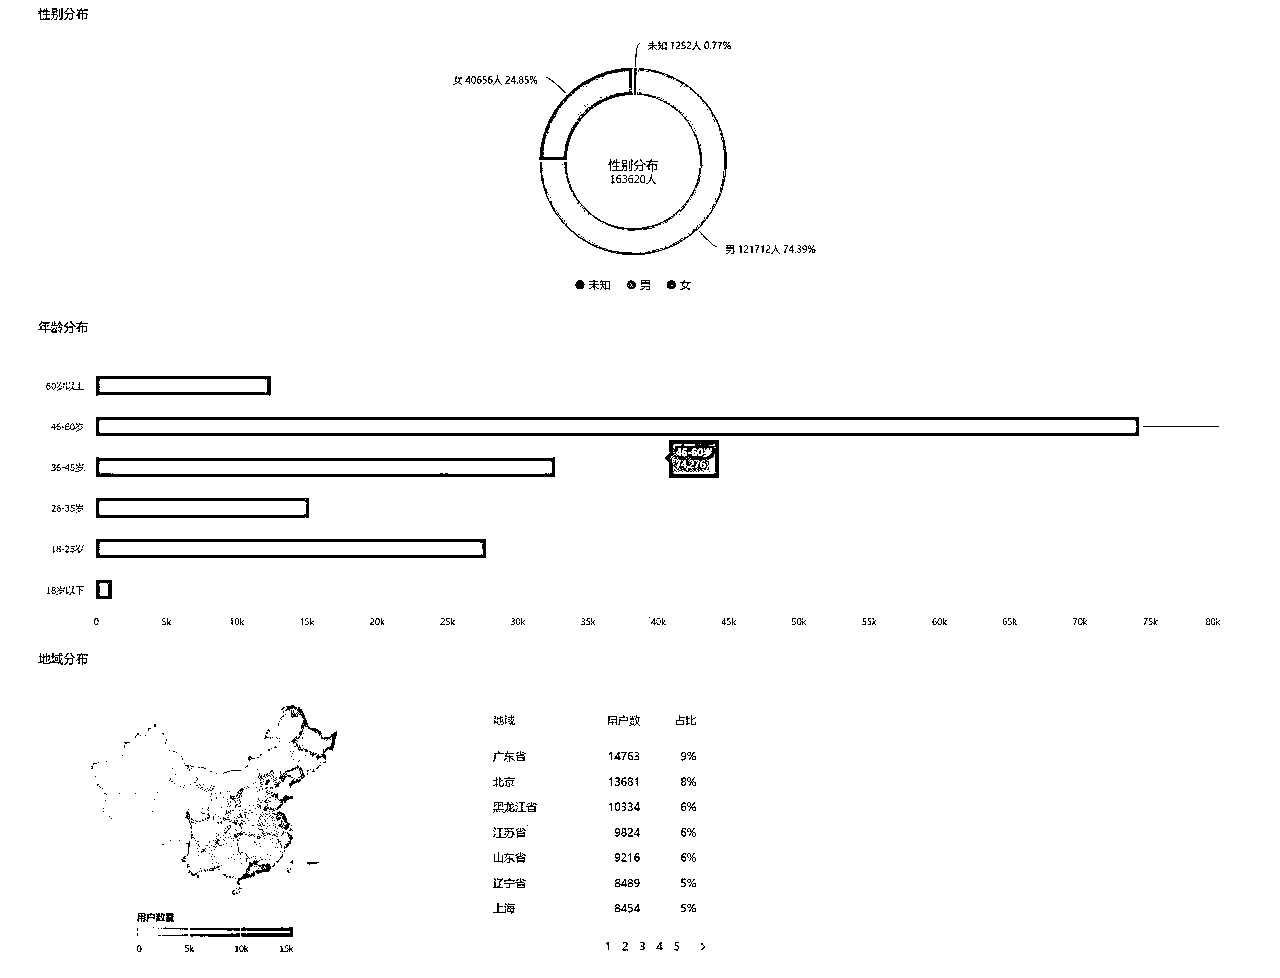 性别分布
未知 1252人 0.77%
女 40656人 24.85%
性别分布
163620人
男 121712人 74.39%
未知 男 女
年龄分布
60岁以上
46-60岁
46-60岁
74276
36-45岁
26-35岁
18-25岁
18岁以下
0 5k 10k 15k 20k 25k 30k 35k 40k 45k 50k 55k 60k 65k 70k 75k 80k
地域分布
地域 用户数 占比
广东省 14763 9%
北京 13681 8%
黑龙江省 10334 6%
江苏省 9824 6%
山东省 9216 6%
辽宁省 8489 5%
上海 8454 5%
用户数量
0 5k 10k 15k
1 2 3 4 5 >